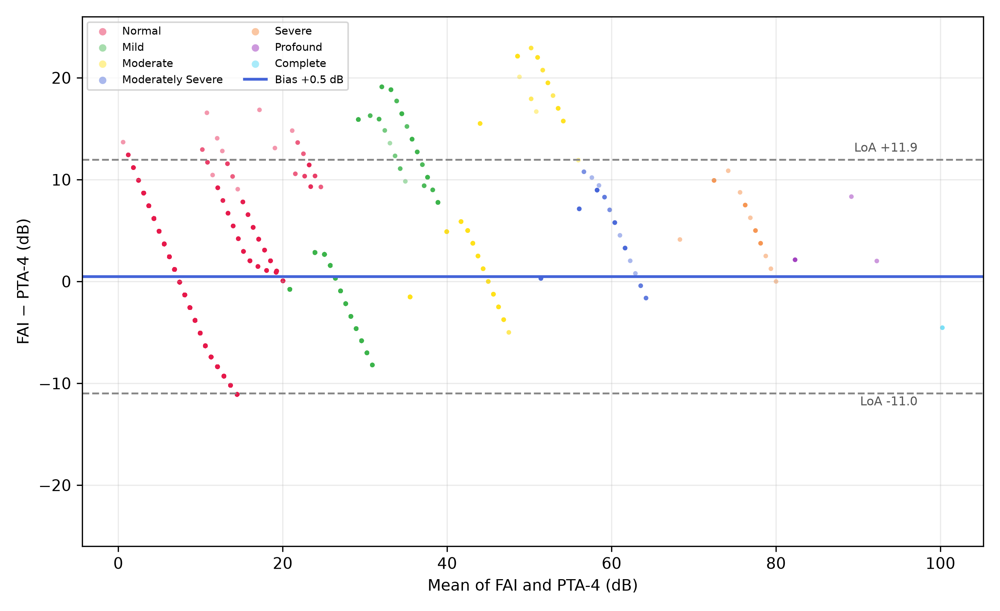 Normal
Mild
Moderate
Moderately Severe
Severe
Profound
Complete
Bias +0.5 dB
LoA +11.9
LoA -11.0
FAI − PTA-4 (dB)
20
10
0
−10
−20
0 20 40 60 80 100
Mean of FAI and PTA-4 (dB)